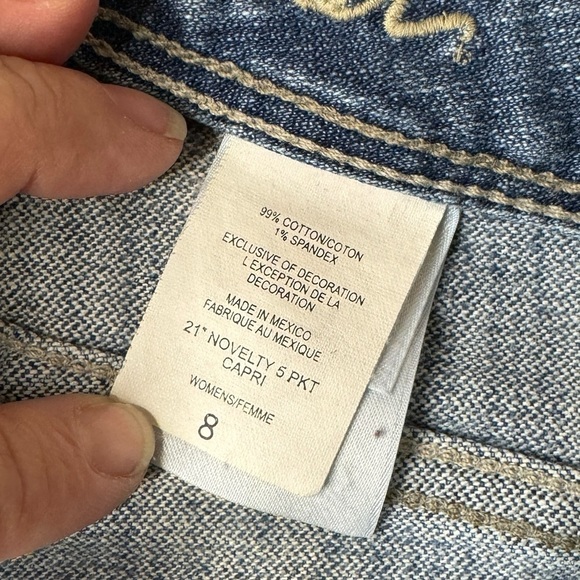 99% COTTON/COTON
1% SPANDEX
EXCLUSIVE OF DECORATION
L'EXCEPTION DE LA
DECORATION
MADE IN MEXICO
FABRIQUE AU MEXIQUE
21" NOVELTY 5 PKT
CAPRI
WOMENS/FEMME
8